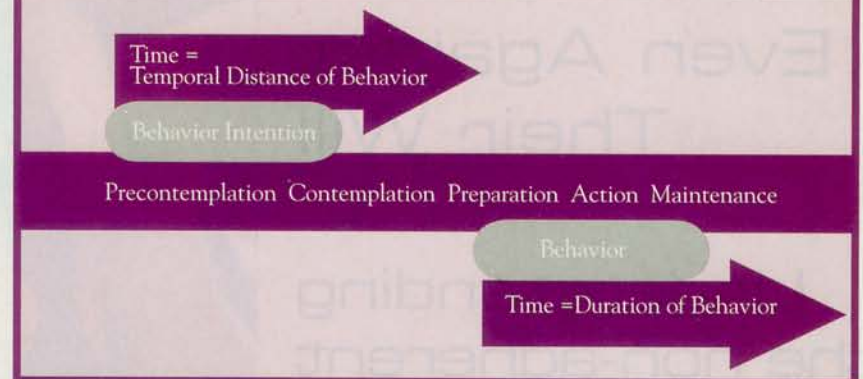 Time =
Temporal Distance of Behavior
Behavior Intention
Precontemplation Contemplation Preparation Action Maintenance
Behavior
Time =Duration of Behavior